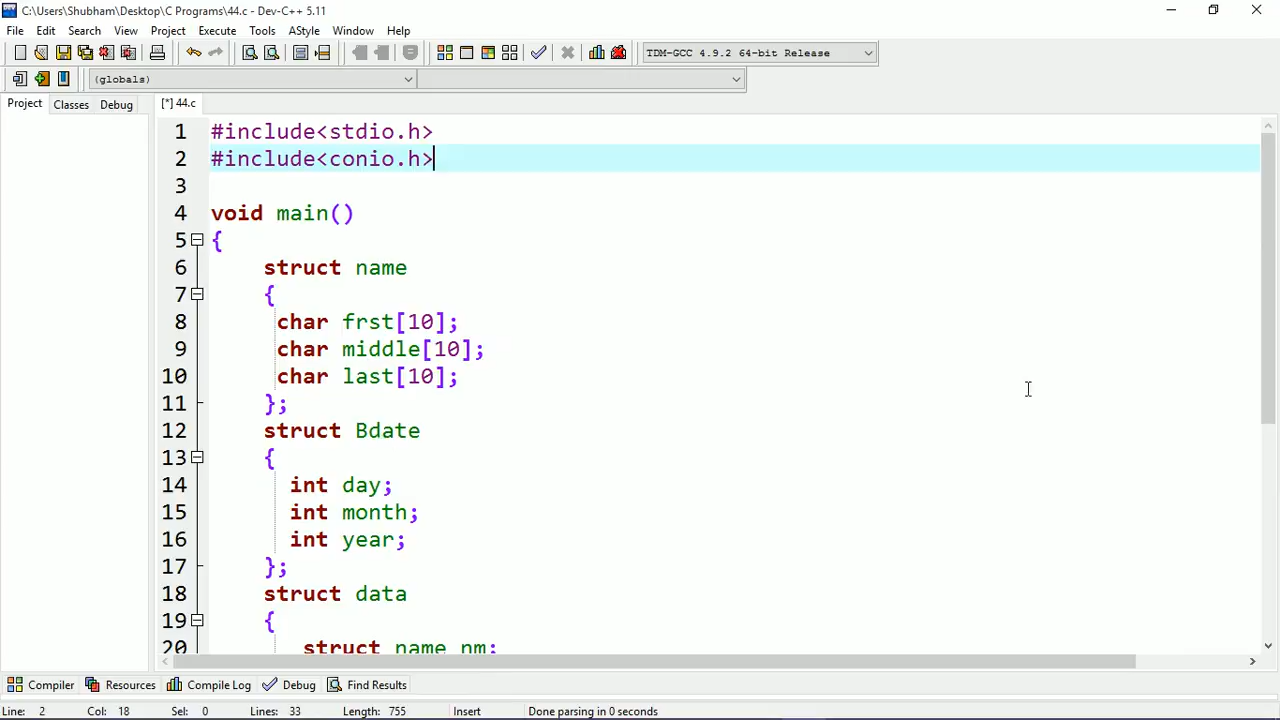 C:\Users\Shubham\Desktop\C Programs\44.c - Dev-C++ 5.11
File Edit Search View Project Execute Tools AStyle Window Help
TDM-GCC 4.9.2 64-bit Release
(globals)
Project Classes Debug [*] 44.c
1 #include<stdio.h>
2 #include<conio.h>
3
4 void main()
5 {
6 struct name
7 {
8 char frst[10];
9 char middle[10];
10 char last[10];
11 };
12 struct Bdate
13 {
14 int day;
15 int month;
16 int year;
17 };
18 struct data
19 {
20 struct name nm;
Compiler Resources Compile Log Debug Find Results
Line: 2 Col: 18 Sel: 0 Lines: 33 Length: 755 Insert Done parsing in 0 seconds